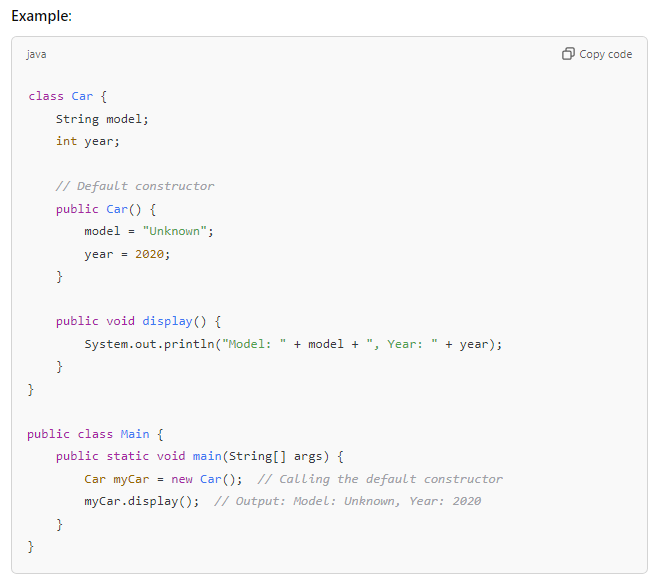 Example:
java
Copy code
class Car {
    String model;
    int year;

    // Default constructor
    public Car() {
        model = "Unknown";
        year = 2020;
    }

    public void display() {
        System.out.println("Model: " + model + ", Year: " + year);
    }
}

public class Main {
    public static void main(String[] args) {
        Car myCar = new Car();  // Calling the default constructor
        myCar.display();  // Output: Model: Unknown, Year: 2020
    }
}